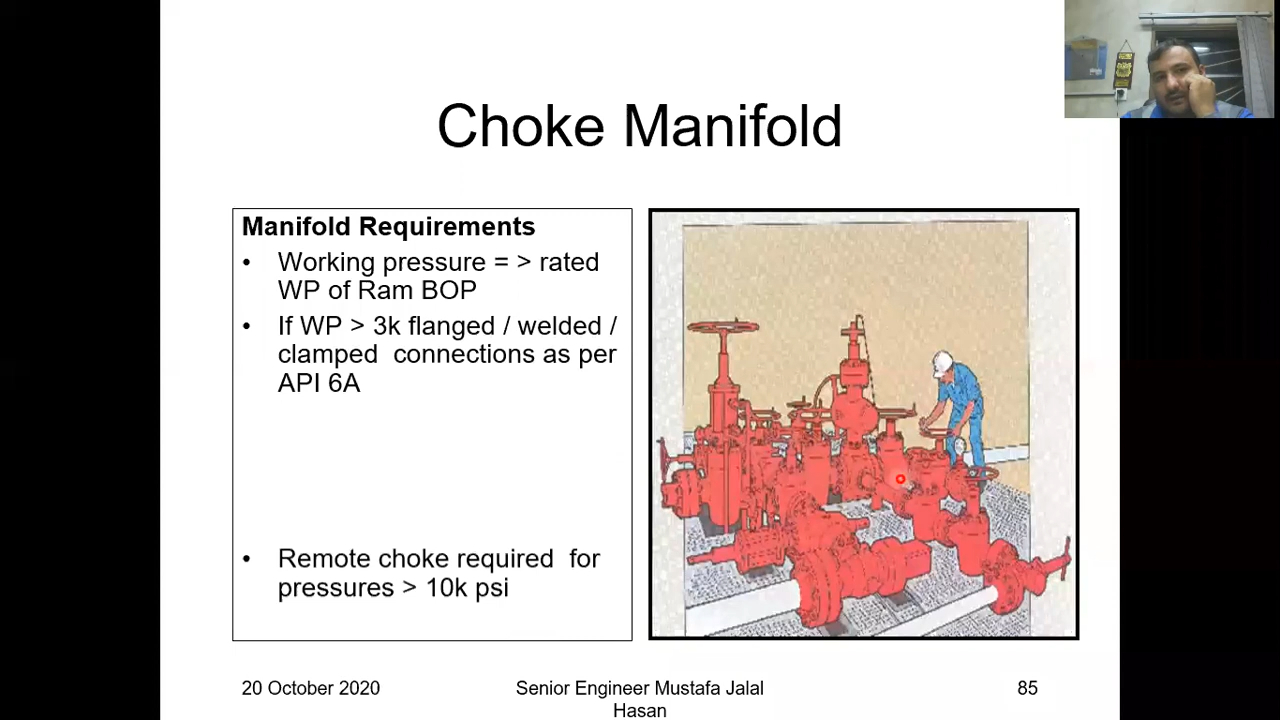 Choke Manifold
Manifold Requirements
• Working pressure = > rated
WP of Ram BOP
• If WP > 3k flanged / welded /
clamped connections as per
API 6A
• Remote choke required for
pressures > 10k psi
20 October 2020
Senior Engineer Mustafa Jalal
Hasan
85